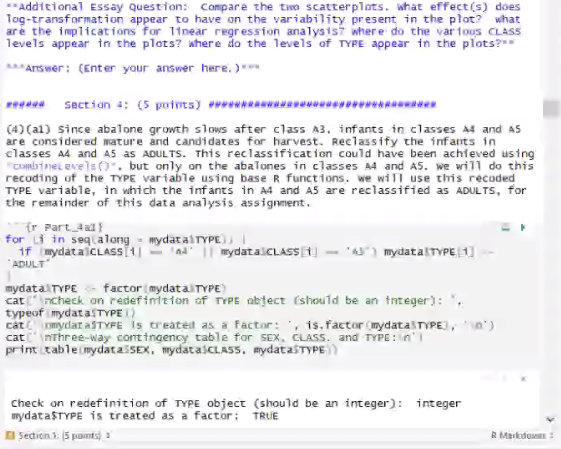 **Additional Essay Question:  Compare the two scatterplots. What effect(s) does
log-transformation appear to have on the variability present in the plot?  What
are the implications for linear regression analysis? Where do the various CLASS
levels appear in the plots? Where do the levels of TYPE appear in the plots?**
***Answer: (Enter your answer here.)***
######   Section 4: (5 points) ##################################
(4)(a1) Since abalone growth slows after class A3, infants in classes A4 and A5
are considered mature and candidates for harvest. Reclassify the infants in
classes A4 and A5 as ADULTS. This reclassification could have been achieved using
*combineLevels()*, but only on the abalones in classes A4 and A5. We will do this
recoding of the TYPE variable using base R functions. We will use this recoded
TYPE variable, in which the infants in A4 and A5 are reclassified as ADULTS, for
the remainder of this data analysis assignment.
```{r Part_4a1}
for (i in seq(along = mydata$TYPE)) {
if (mydata$CLASS[i] == 'A4' || mydata$CLASS[i] == 'A5') mydata$TYPE[i] <-
'ADULT'
}
mydata$TYPE <- factor(mydata$TYPE)
cat('\nCheck on redefinition of TYPE object (should be an integer): ',
typeof(mydata$TYPE))
cat('\nmydata$TYPE is treated as a factor: ', is.factor(mydata$TYPE), '\n')
cat('\nThree-way contingency table for SEX, CLASS, and TYPE:\n')
print(table(mydata$SEX, mydata$CLASS, mydata$TYPE))
Check on redefinition of TYPE object (should be an integer):  integer
mydata$TYPE is treated as a factor:  TRUE
Section 3: (5 points)
R Markdown